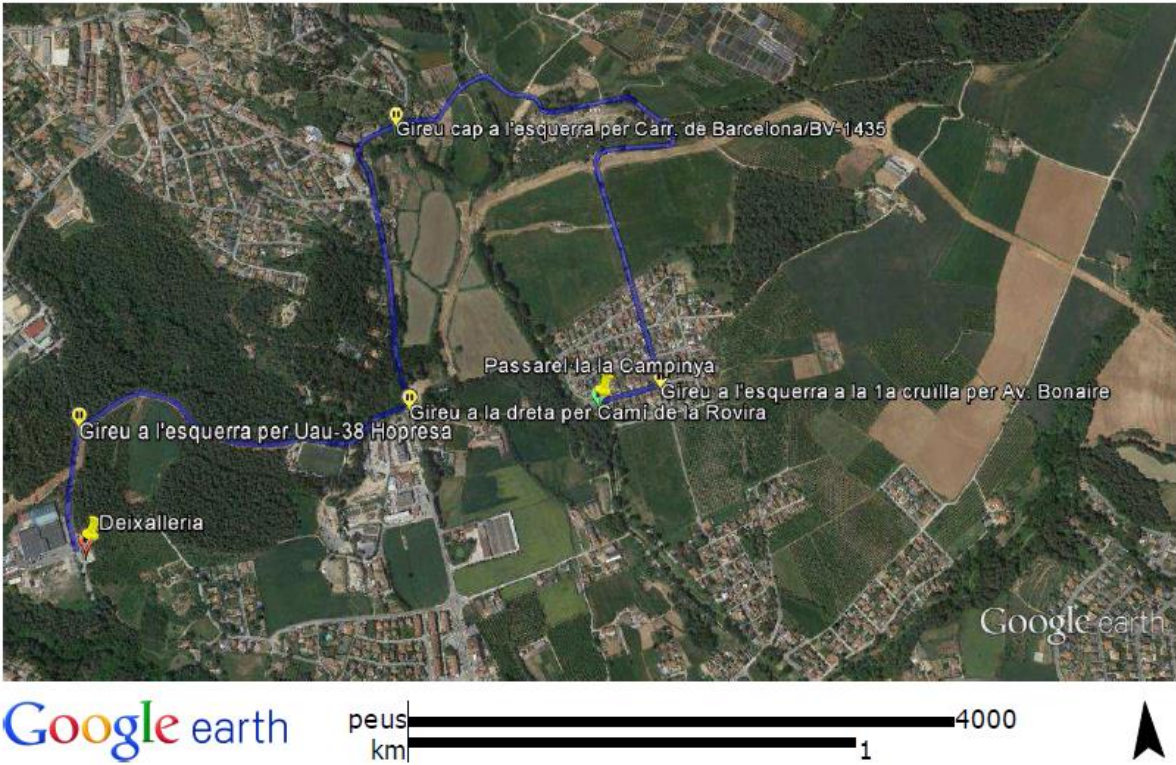 Gireu cap a l'esquerra per Carr. de Barcelona/BV-1435
Passarel·la la Campinya
Gireu a l'esquerra a la 1a cruïlla per Av. Bonaire
Gireu a la dreta per Camí de la Rovira
Gireu a l'esquerra per Uau-38 Hopresa
Deixalleria
Google earth
Google earth
peus 4000
km 1